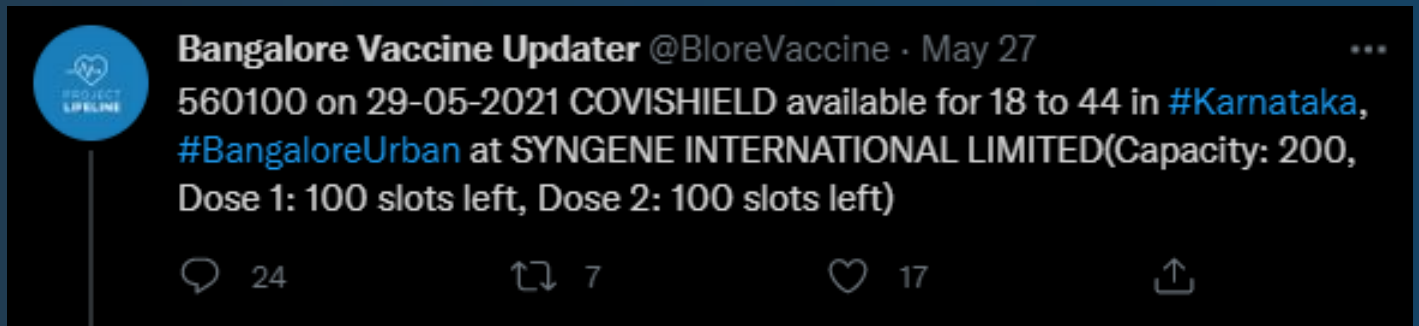 PROJECT
LIFELINE
Bangalore Vaccine Updater @BloreVaccine · May 27
560100 on 29-05-2021 COVISHIELD available for 18 to 44 in #Karnataka,
#BangaloreUrban at SYNGENE INTERNATIONAL LIMITED(Capacity: 200,
Dose 1: 100 slots left, Dose 2: 100 slots left)
24 7 17